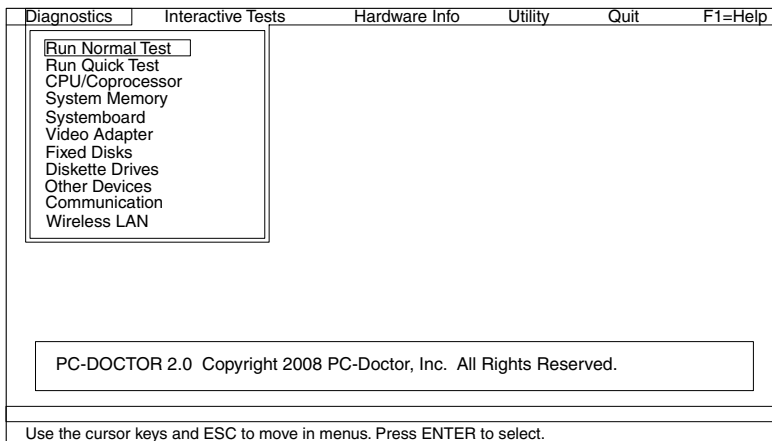 Diagnostics Interactive Tests Hardware Info Utility Quit F1=Help
Run Normal Test
Run Quick Test
CPU/Coprocessor
System Memory
Systemboard
Video Adapter
Fixed Disks
Diskette Drives
Other Devices
Communication
Wireless LAN
PC-DOCTOR 2.0 Copyright 2008 PC-Doctor, Inc. All Rights Reserved.
Use the cursor keys and ESC to move in menus. Press ENTER to select.